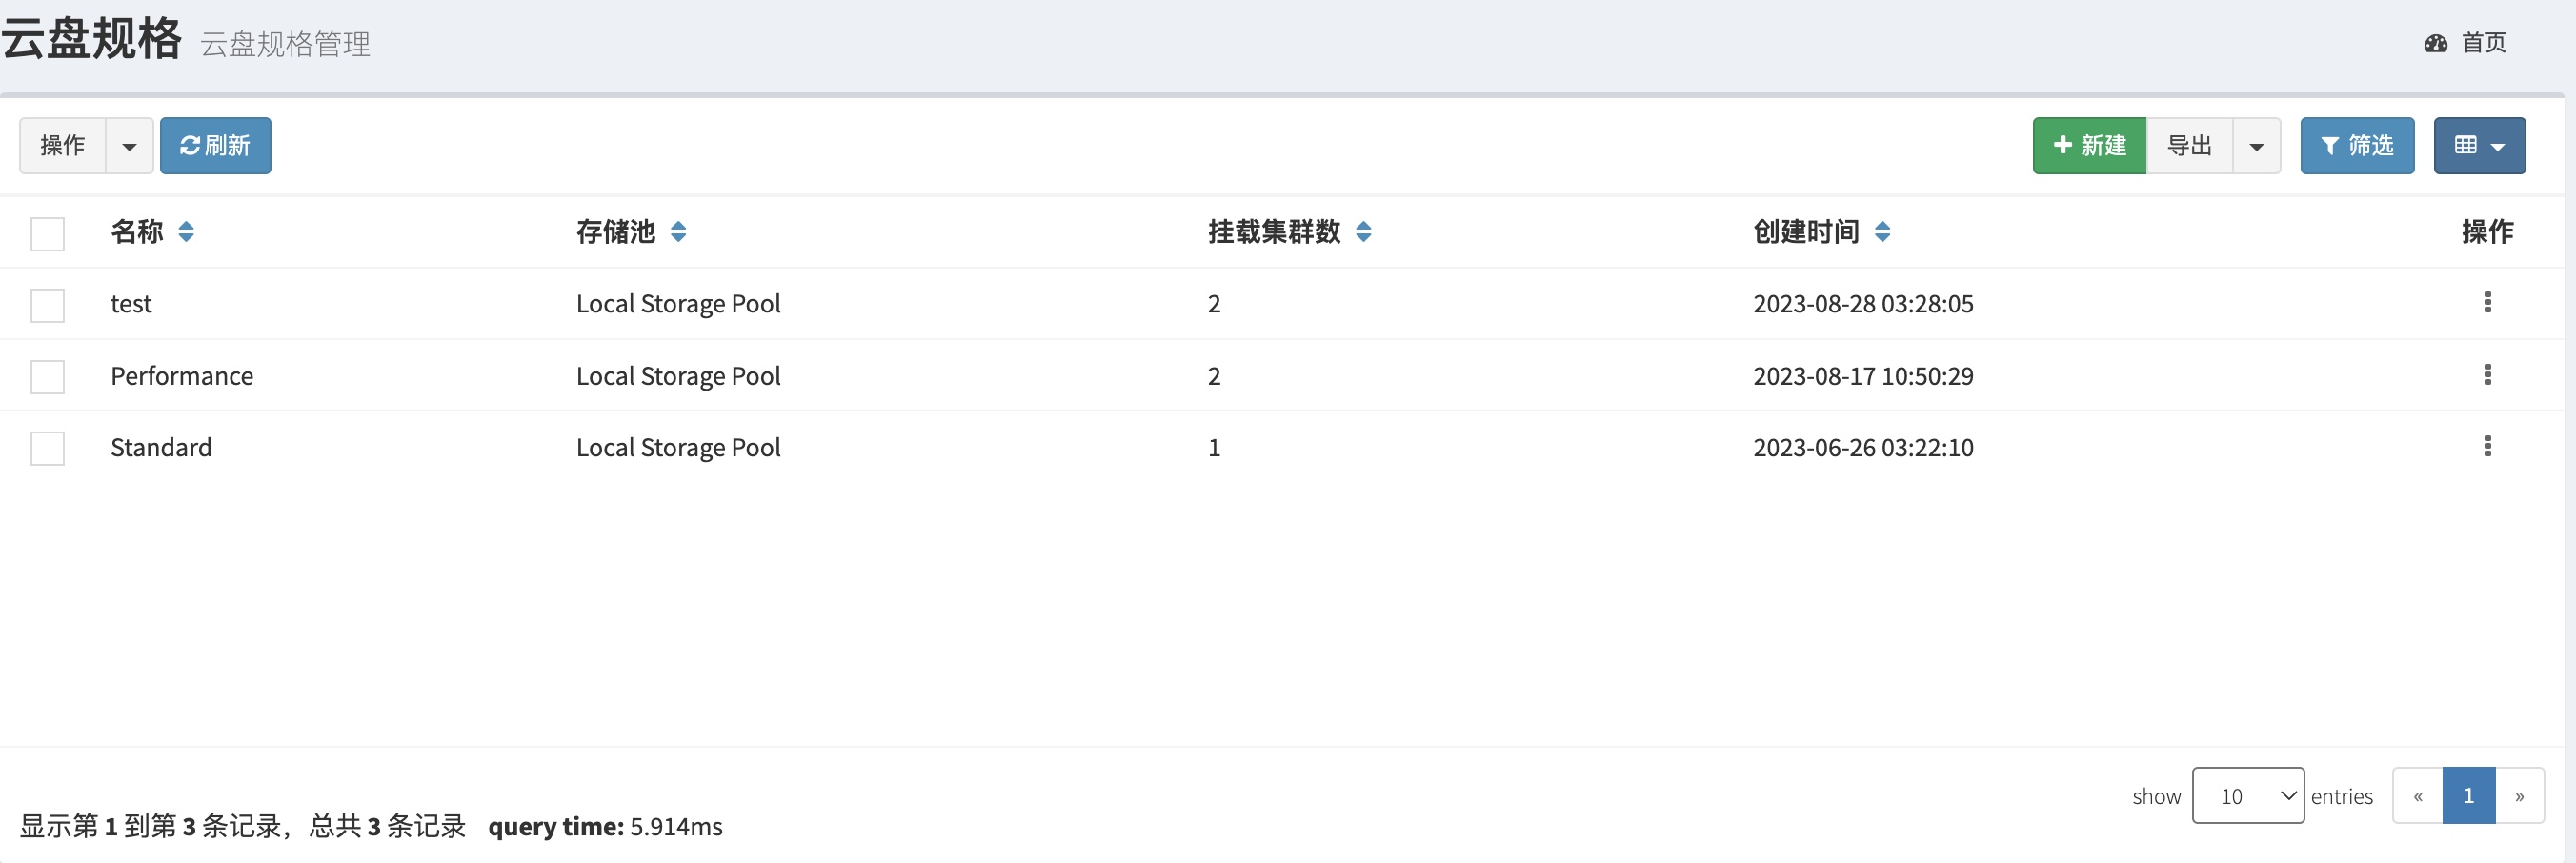 云盘规格 云盘规格管理 首页
操作 刷新 新建 导出 筛选
名称 存储池 挂载集群数 创建时间 操作
test Local Storage Pool 2 2023-08-28 03:28:05
Performance Local Storage Pool 2 2023-08-17 10:50:29
Standard Local Storage Pool 1 2023-06-26 03:22:10
show 10 entries « 1 »
显示第 1 到第 3 条记录，总共 3 条记录 query time: 5.914ms